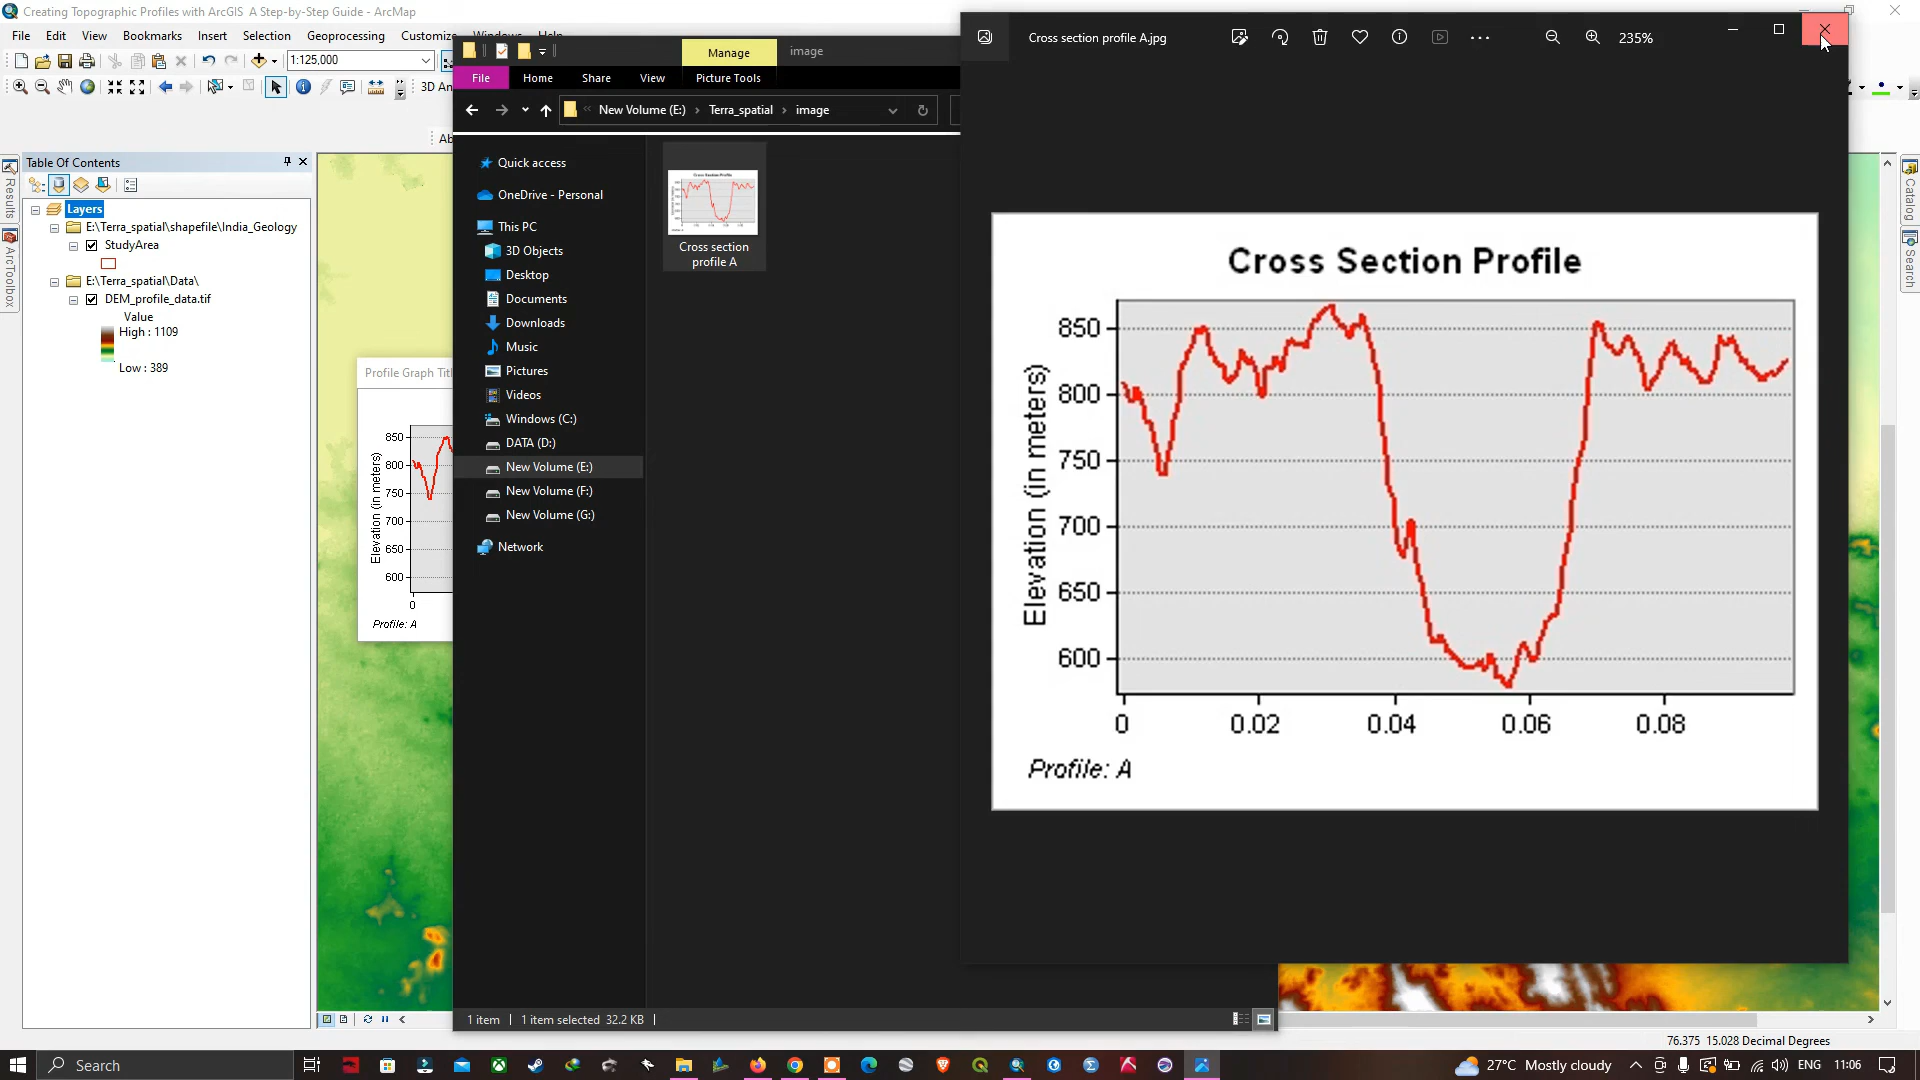 Creating Topographic Profiles with ArcGIS  A Step-by-Step Guide - ArcMap
File Edit View Bookmarks Insert Selection Geoprocessing Customize Windows Help
1:125,000
3D An
Table Of Contents
Layers
E:\Terra_spatial\shapefile\India_Geology
StudyArea
E:\Terra_spatial\Data\
DEM_profile_data.tif
Value
High : 1109
Low : 389
Results
ArcToolbox
Profile Graph Titl
850
800
750
700
650
600
Elevation (in meters)
0
Profile: A
Manage image
File Home Share View Picture Tools
New Volume (E:) Terra_spatial image
Quick access
OneDrive - Personal
This PC
3D Objects
Desktop
Documents
Downloads
Music
Pictures
Videos
Windows (C:)
DATA (D:)
New Volume (E:)
New Volume (F:)
New Volume (G:)
Network
Cross section
profile A
1 item 1 item selected 32.2 KB
Cross section profile A.jpg 235%
Cross Section Profile
Elevation (in meters)
850
800
750
700
650
600
0 0.02 0.04 0.06 0.08
Profile: A
Catalog
Search
76.375 15.028 Decimal Degrees
Search
27°C Mostly cloudy ENG 11:06